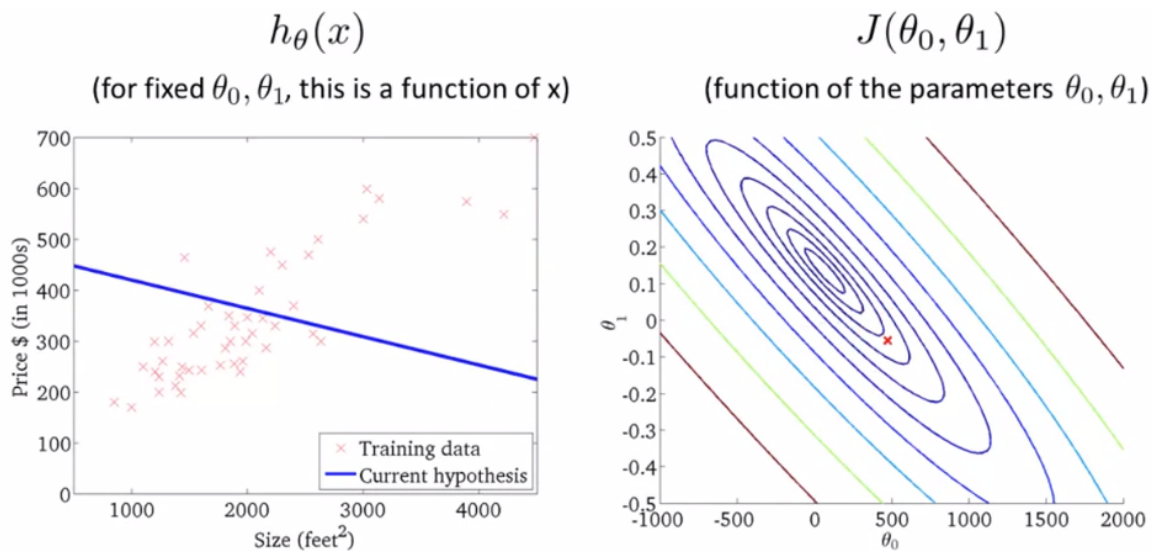 h_θ(x)
(for fixed θ₀, θ₁, this is a function of x)
700
600
500
400
300
200
100
0
Price $ (in 1000s)
1000 2000 3000 4000
Size (feet²)
Training data
Current hypothesis
J(θ₀, θ₁)
(function of the parameters θ₀, θ₁)
0.5
0.4
0.3
0.2
0.1
0
-0.1
-0.2
-0.3
-0.4
-0.5
θ₁
-1000 -500 0 500 1000 1500 2000
θ₀